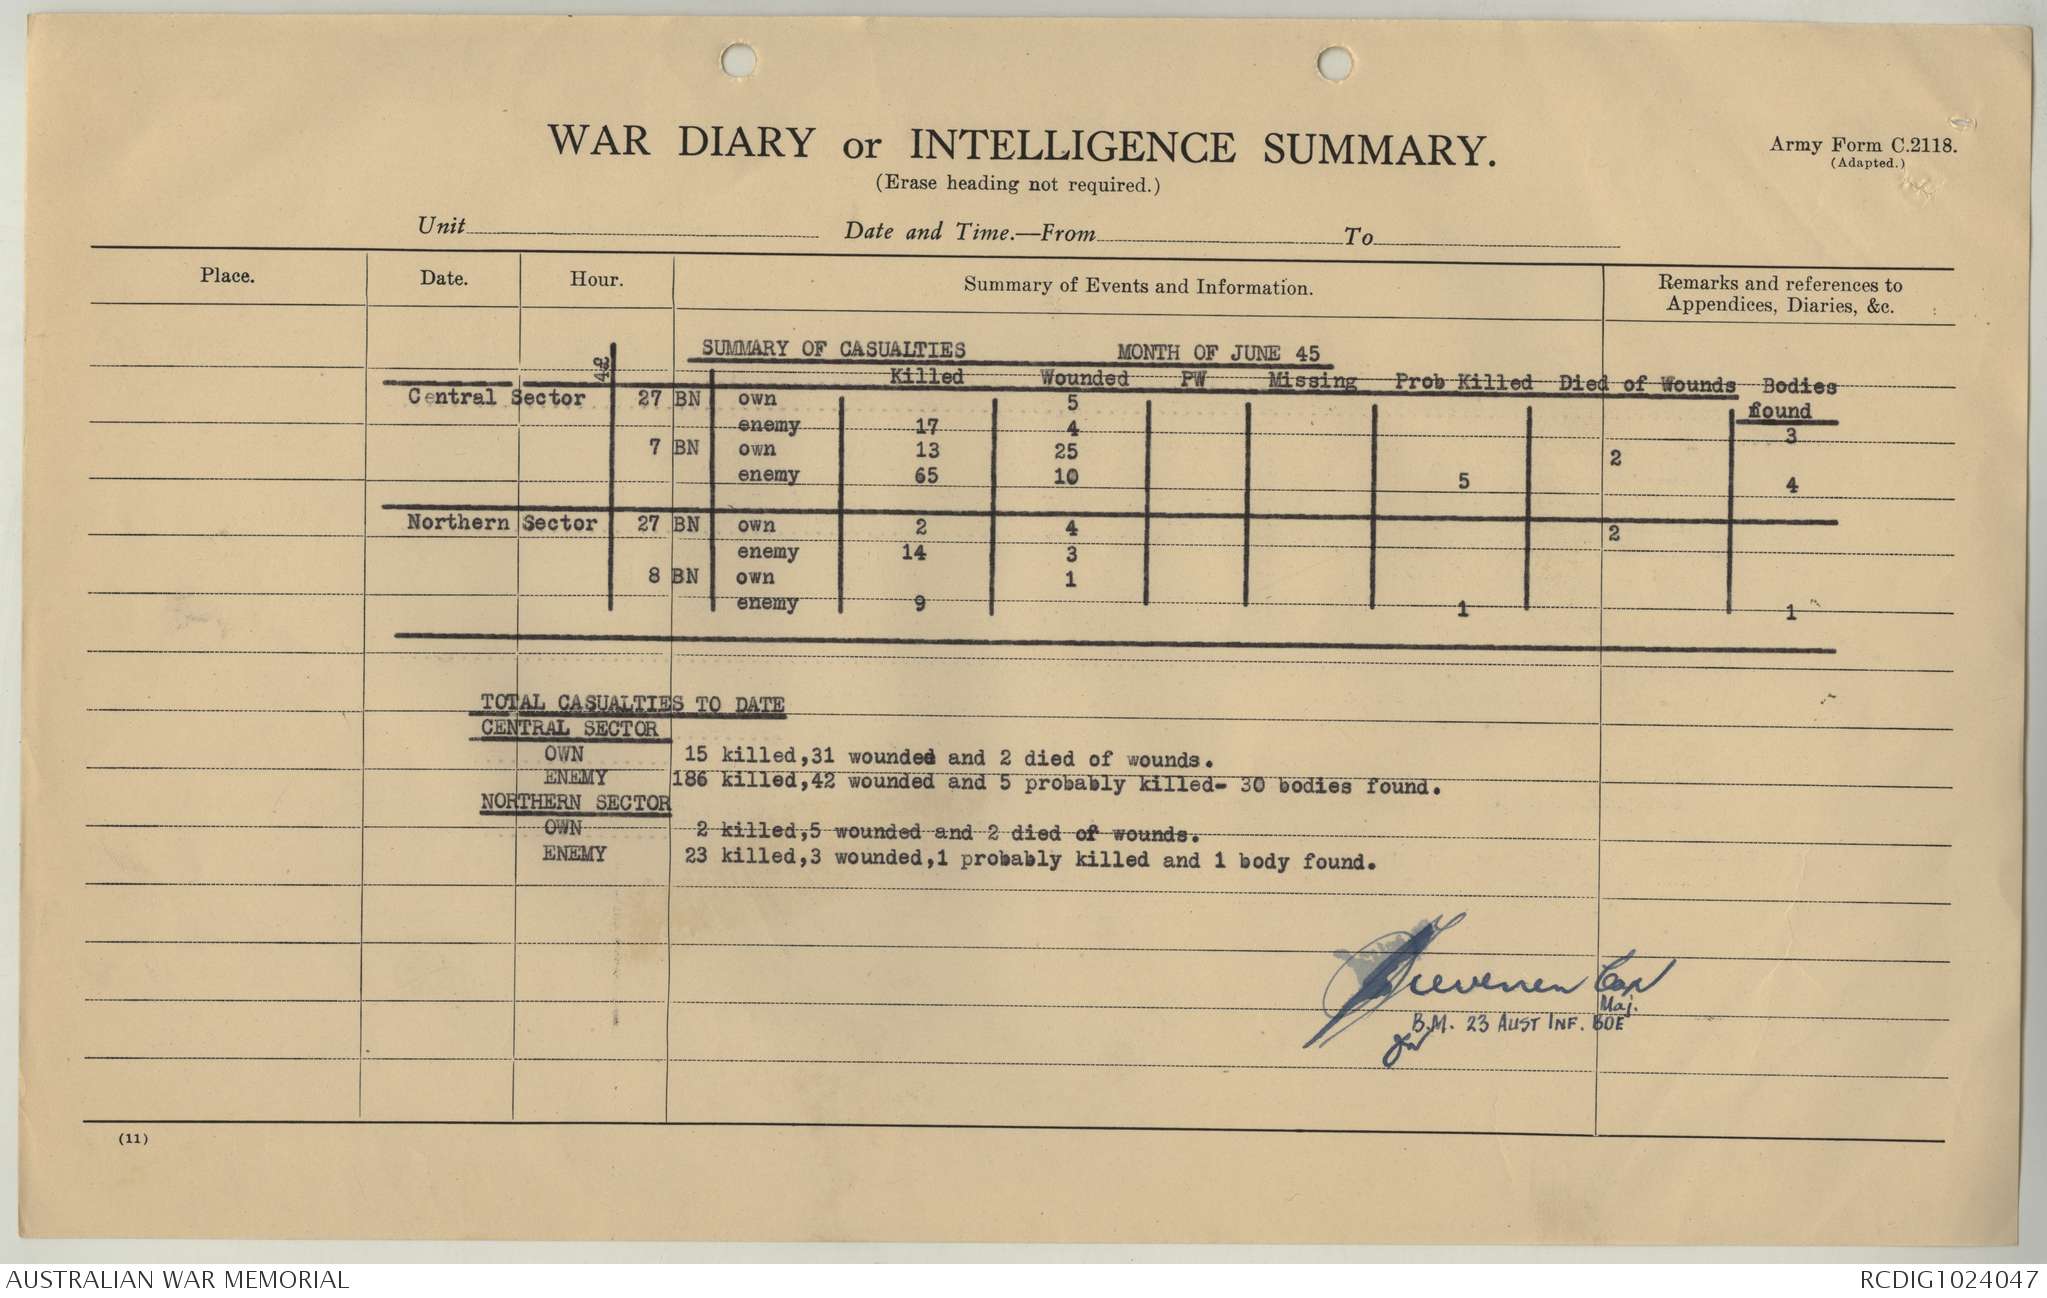 WAR DIARY or INTELLIGENCE SUMMARY.
Army Form C.2118.
(Adapted.)
(Erase heading not required.)
Unit Date and Time.—From To
Place. Date. Hour. Summary of Events and Information. Remarks and references to Appendices, Diaries, &c.
SUMMARY OF CASUALTIES MONTH OF JUNE 45
Killed Wounded PW Missing Prob Killed Died of Wounds Bodies found
Central Sector 27 BN own 5
enemy 17 4 3
7 BN own 13 25 2
enemy 65 10 5 4
Northern Sector 27 BN own 2 4 2
enemy 14 3
8 BN own 1
enemy 9 1 1
TOTAL CASUALTIES TO DATE
CENTRAL SECTOR
OWN 15 killed,31 wounded and 2 died of wounds.
ENEMY 186 killed,42 wounded and 5 probably killed- 30 bodies found.
NORTHERN SECTOR
OWN 2 killed,5 wounded and 2 died of wounds.
ENEMY 23 killed,3 wounded,1 probably killed and 1 body found.
Maj.
B.M. 23 AUST INF. BDE
for
(11)
AUSTRALIAN WAR MEMORIAL RCDIG1024047